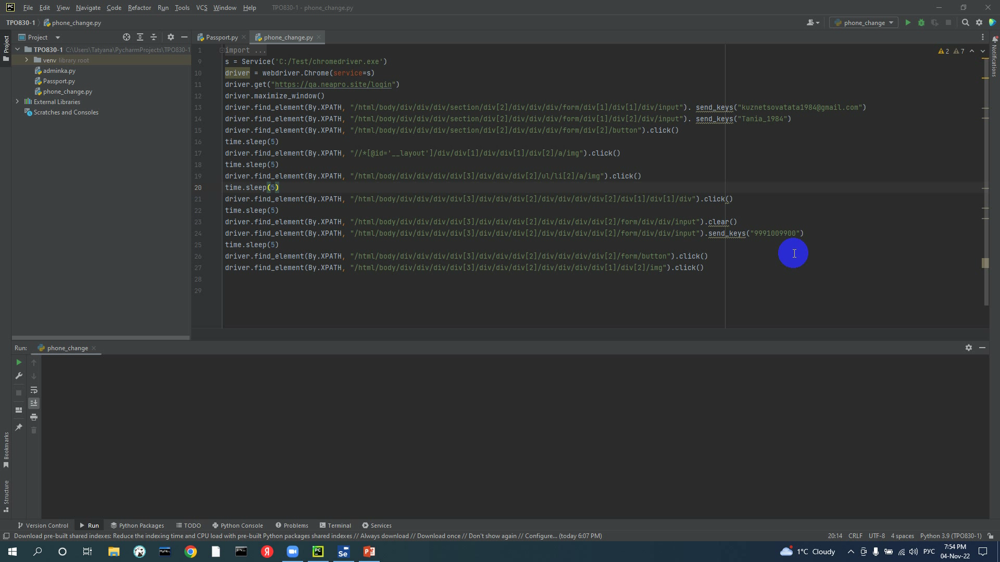 File Edit View Navigate Code Refactor Run Tools VCS Window Help TPO830-1 - phone_change.py
TPO830-1 phone_change.py
phone_change
Project
Passport.py
phone_change.py
Project
TPO830-1 C:\Users\Tatyana\PycharmProjects\TPO830-1
venv library root
adminka.py
Passport.py
phone_change.py
External Libraries
Scratches and Consoles
Notifications
2 7
1 import ...
9 s = Service('C:/Test/chromedriver.exe')
10 driver = webdriver.Chrome(service=s)
11 driver.get("https://qa.neapro.site/login")
12 driver.maximize_window()
13 driver.find_element(By.XPATH, "/html/body/div/div/div/section/div[2]/div/div/div/form/div[1]/div[1]/div/input"). send_keys("kuznetsovatata1984@gmail.com")
14 driver.find_element(By.XPATH, "/html/body/div/div/div/section/div[2]/div/div/div/form/div[1]/div[2]/div/input"). send_keys("Tania_1984")
15 driver.find_element(By.XPATH, "/html/body/div/div/div/section/div[2]/div/div/div/form/div[2]/button").click()
16 time.sleep(5)
17 driver.find_element(By.XPATH, "//*[@id='__layout']/div/div[1]/div/div[1]/div[2]/a/img").click()
18 time.sleep(5)
19 driver.find_element(By.XPATH, "/html/body/div/div/div/div[3]/div/div/div[2]/ul/li[2]/a/img").click()
20 time.sleep(5)
21 driver.find_element(By.XPATH, "/html/body/div/div/div/div[3]/div/div/div[2]/div/div/div/div[2]/div[1]/div[1]/div").click()
22 time.sleep(5)
23 driver.find_element(By.XPATH, "/html/body/div/div/div/div[3]/div/div/div[2]/div/div/div/div[2]/form/div/div/input").clear()
24 driver.find_element(By.XPATH, "/html/body/div/div/div/div[3]/div/div/div[2]/div/div/div/div[2]/form/div/div/input").send_keys("9991009900")
25 time.sleep(5)
26 driver.find_element(By.XPATH, "/html/body/div/div/div/div[3]/div/div/div[2]/div/div/div/div[2]/form/button").click()
27 driver.find_element(By.XPATH, "/html/body/div/div/div/div[3]/div/div/div[2]/div/div/div/div[1]/div[2]/img").click()
28
29
Run: phone_change
Bookmarks
Structure
Version Control Run Python Packages TODO Python Console Problems Terminal Services
Download pre-built shared indexes: Reduce the indexing time and CPU load with pre-built Python packages shared indexes // Always download // Download once // Don't show again // Configure... (today 6:07 PM)
20:14 CRLF UTF-8 4 spaces Python 3.9 (TPO830-1)
1°C Cloudy
РУС
7:54 PM
04-Nov-22